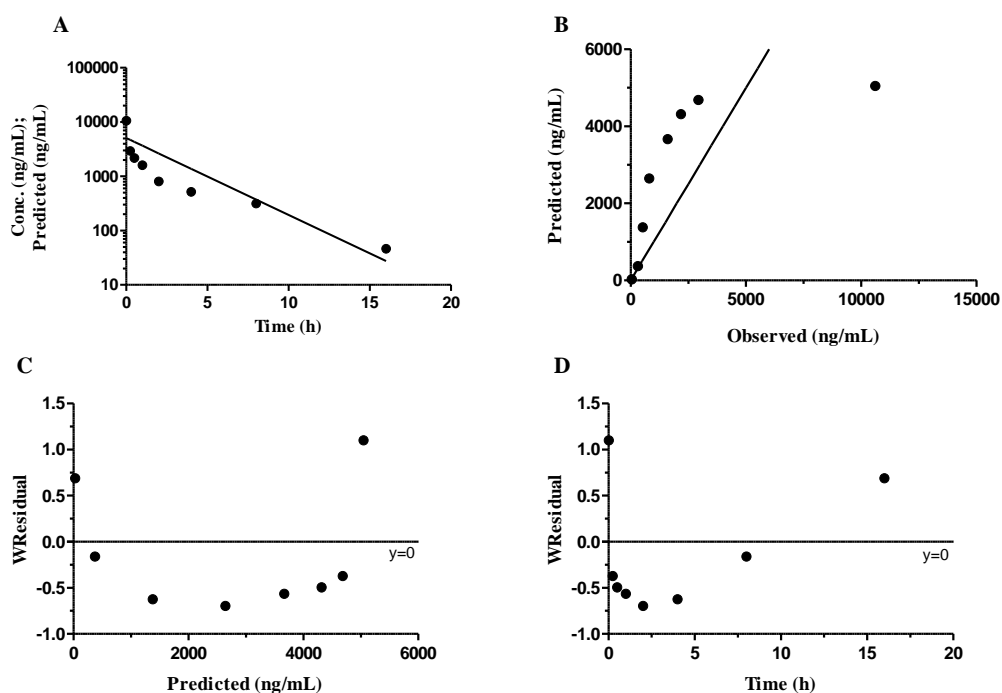 A
Conc. (ng/mL);
Predicted (ng/mL)
100000
10000
1000
100
10
0
5
10
15
20
Time (h)
B
Predicted (ng/mL)
6000
4000
2000
0
0
5000
10000
15000
Observed (ng/mL)
C
WResidual
1.5
1.0
0.5
0.0
-0.5
-1.0
y=0
0
2000
4000
6000
Predicted (ng/mL)
D
WResidual
1.5
1.0
0.5
0.0
-0.5
-1.0
y=0
0
5
10
15
20
Time (h)